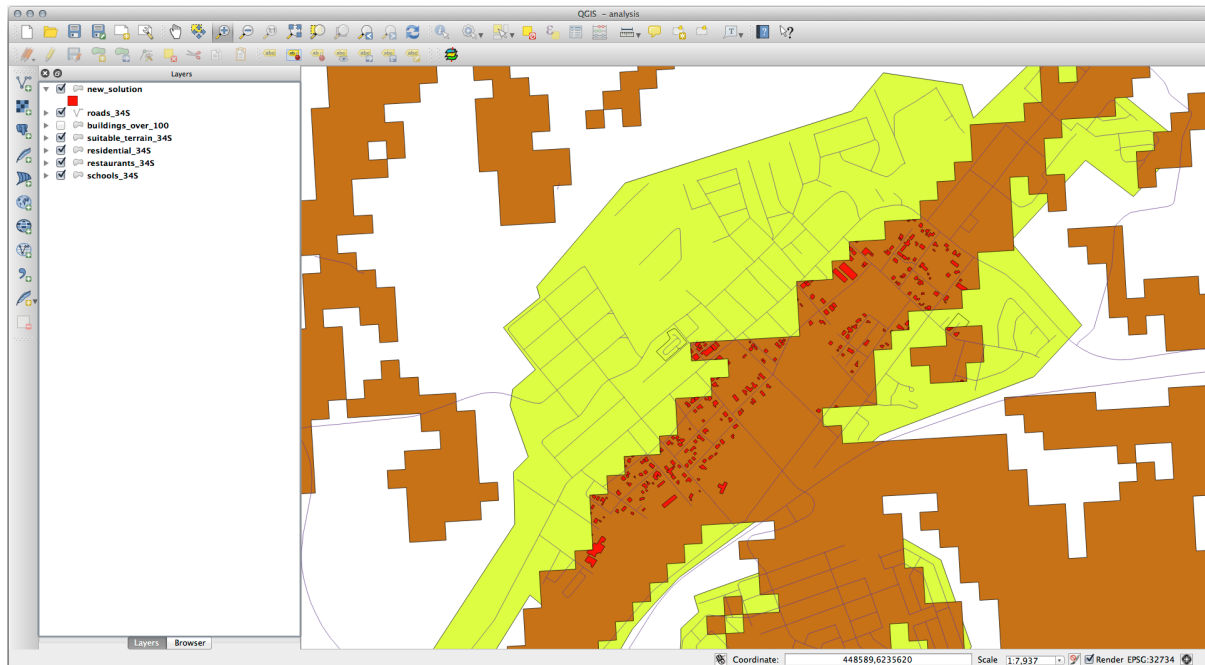 QGIS - analysis
Layers
new_solution
roads_34S
buildings_over_100
suitable_terrain_34S
residential_34S
restaurants_34S
schools_34S
Layers Browser
Coordinate: 448589,6235620 Scale 1:7,937 Render EPSG:32734